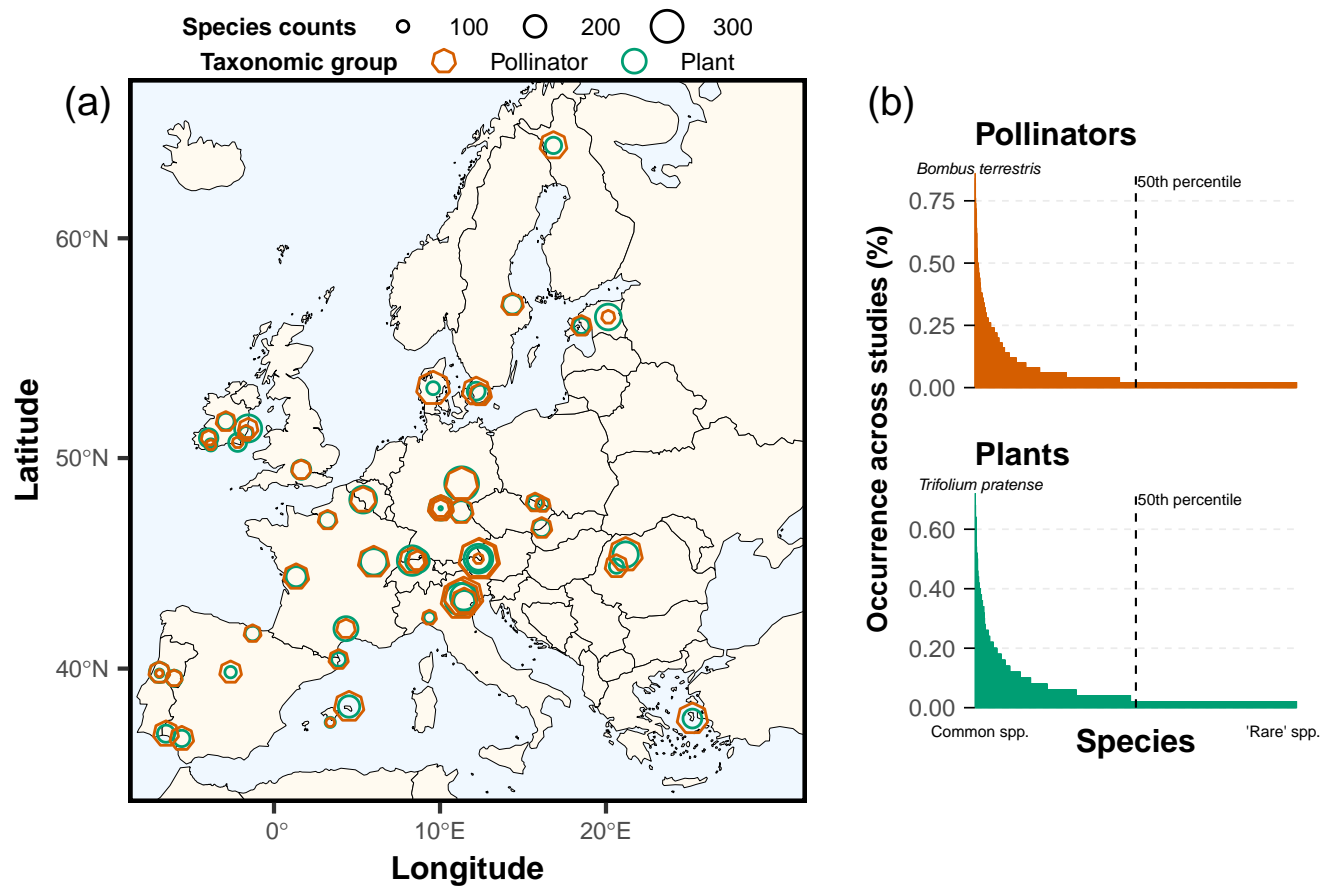 Species counts 100 200 300
Taxonomic group Pollinator Plant
(a)
60°N
50°N
40°N
Latitude
0° 10°E 20°E
Longitude
(b)
Pollinators
Bombus terrestris
50th percentile
0.75
0.50
0.25
0.00
Occurrence across studies (%)
Plants
Trifolium pratense
50th percentile
0.60
0.40
0.20
0.00
Common spp. 'Rare' spp.
Species